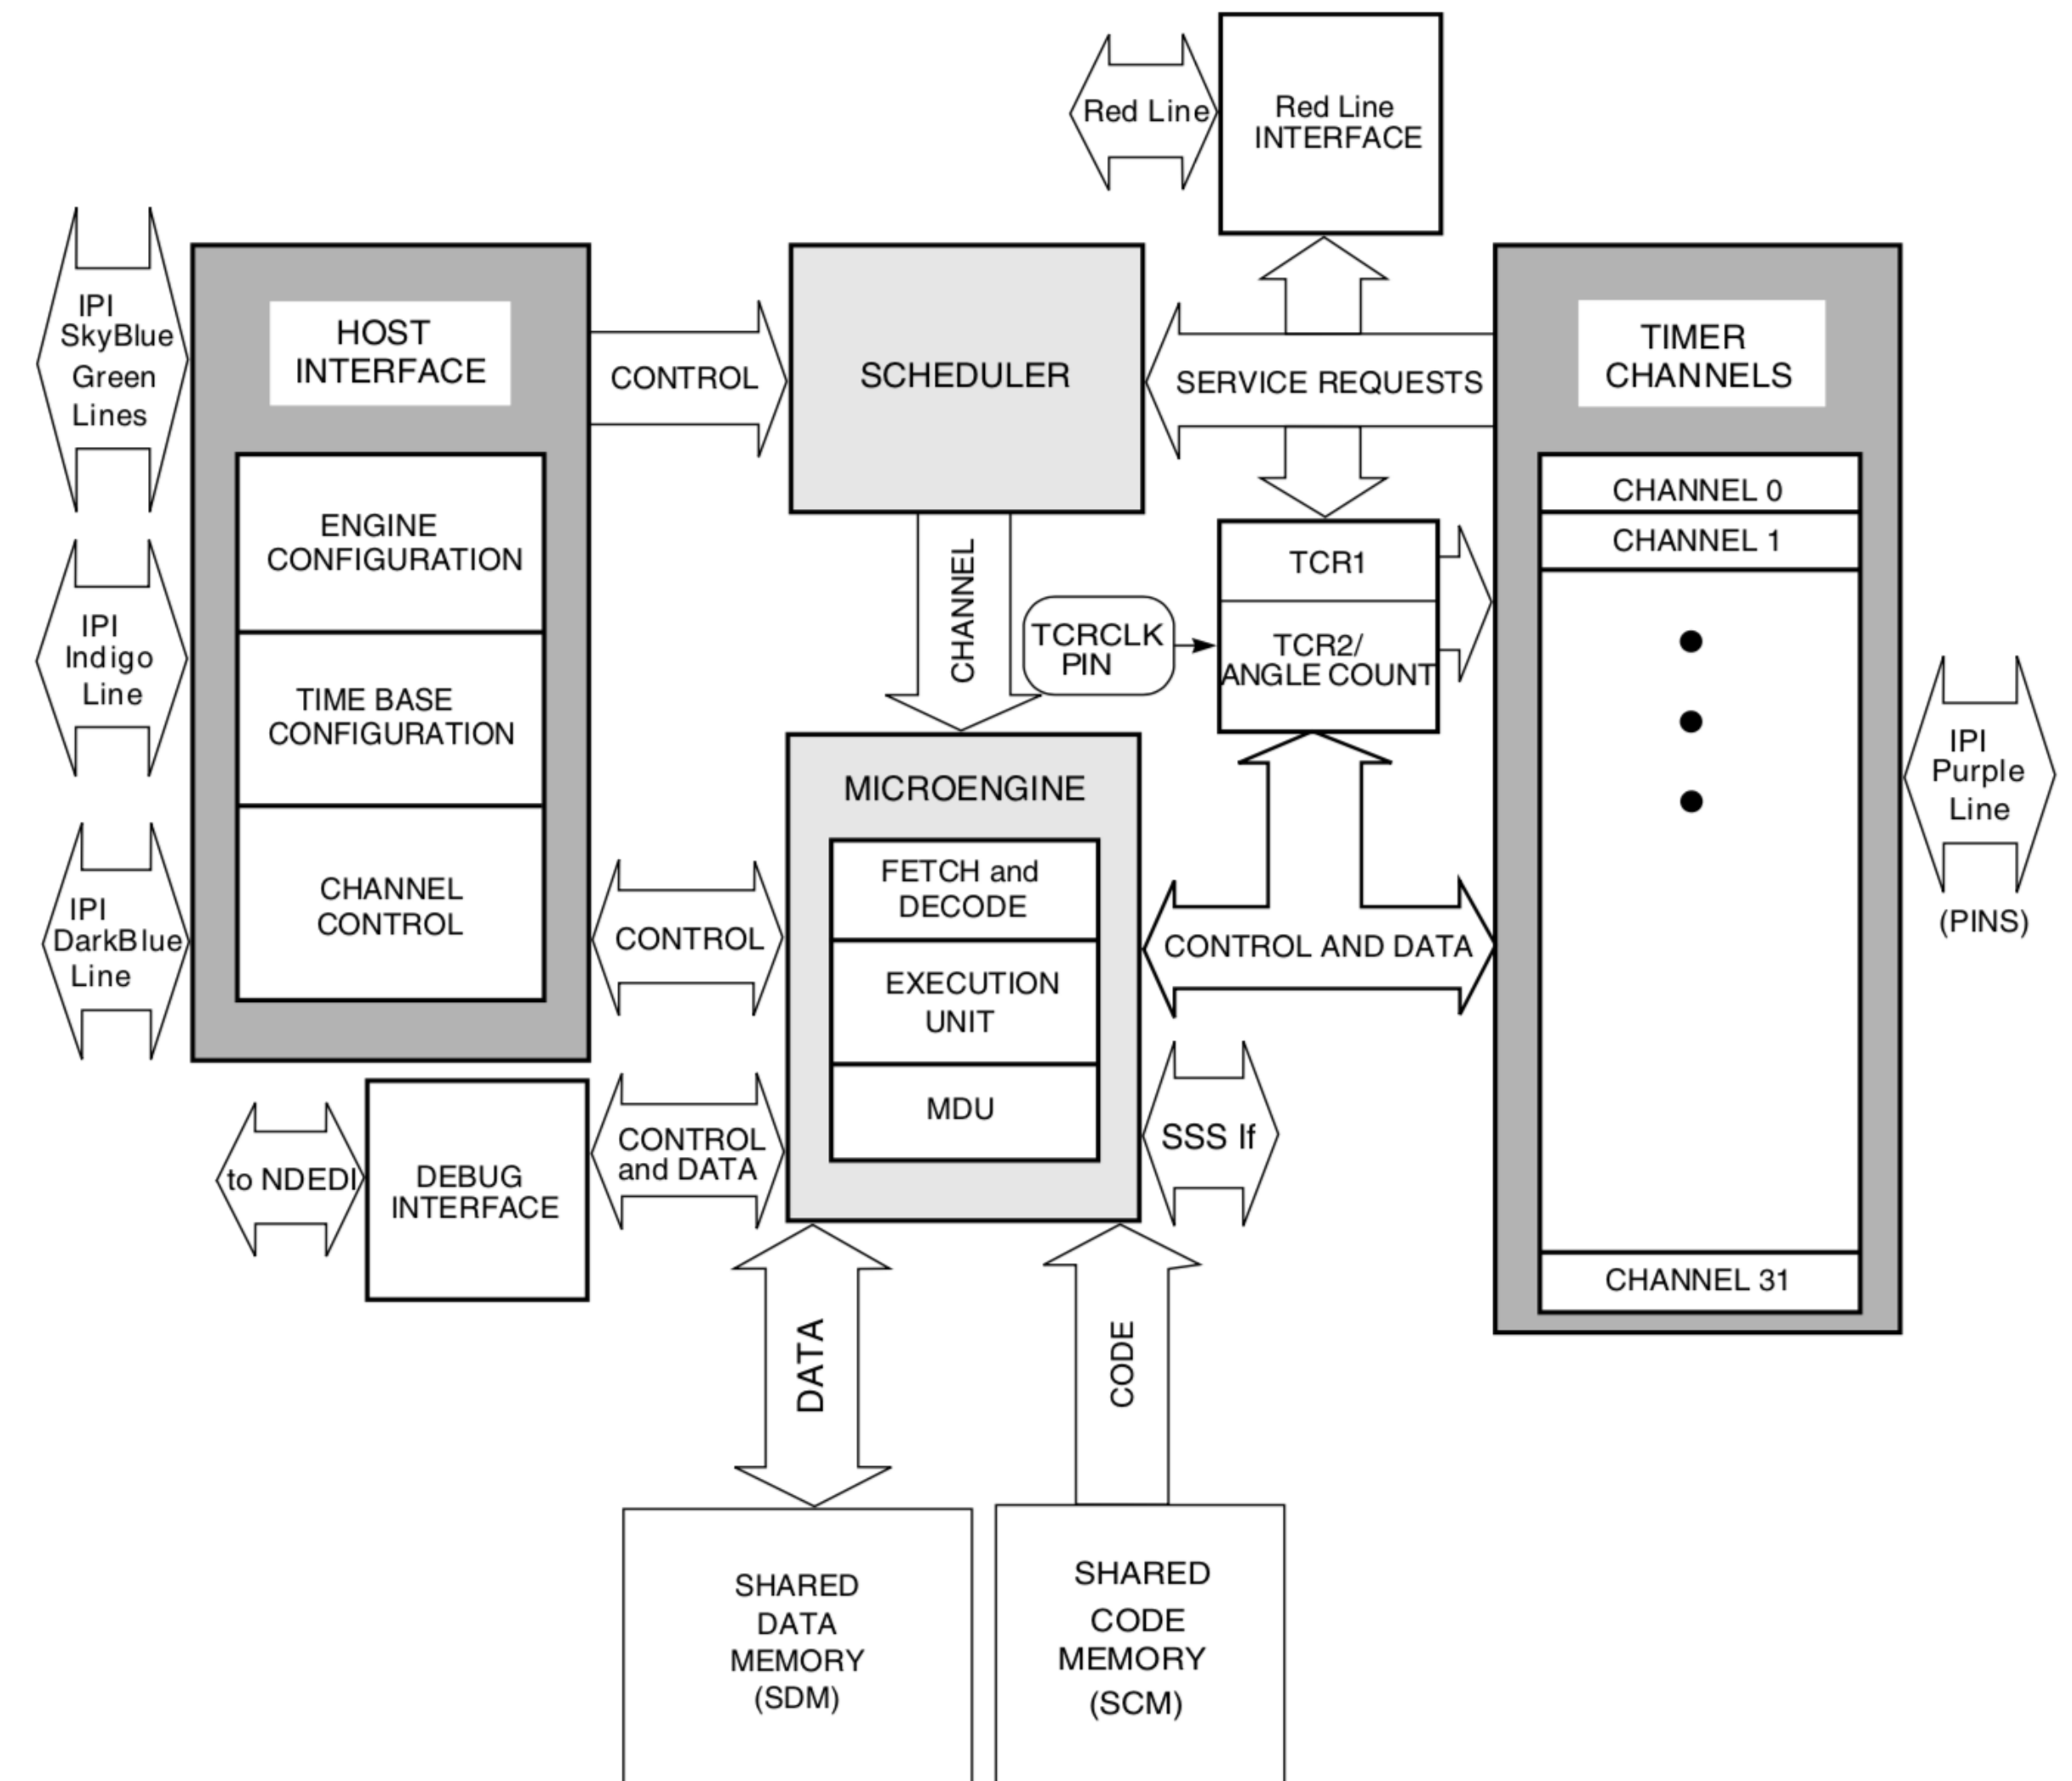 Red Line
Red Line
INTERFACE
IPI
SkyBlue
Green
Lines
HOST
INTERFACE
CONTROL
SCHEDULER
SERVICE REQUESTS
TIMER
CHANNELS
ENGINE
CONFIGURATION
CHANNEL
TCR1
CHANNEL 0
CHANNEL 1
IPI
Indigo
Line
TCRCLK
PIN
TCR2/
ANGLE COUNT
TIME BASE
CONFIGURATION
MICROENGINE
IPI
Purple
Line
(PINS)
IPI
DarkBlue
Line
CHANNEL
CONTROL
CONTROL
FETCH and
DECODE
EXECUTION
UNIT
MDU
CONTROL AND DATA
to NDEDI
DEBUG
INTERFACE
CONTROL
and DATA
SSS If
CHANNEL 31
DATA
CODE
SHARED
DATA
MEMORY
(SDM)
SHARED
CODE
MEMORY
(SCM)